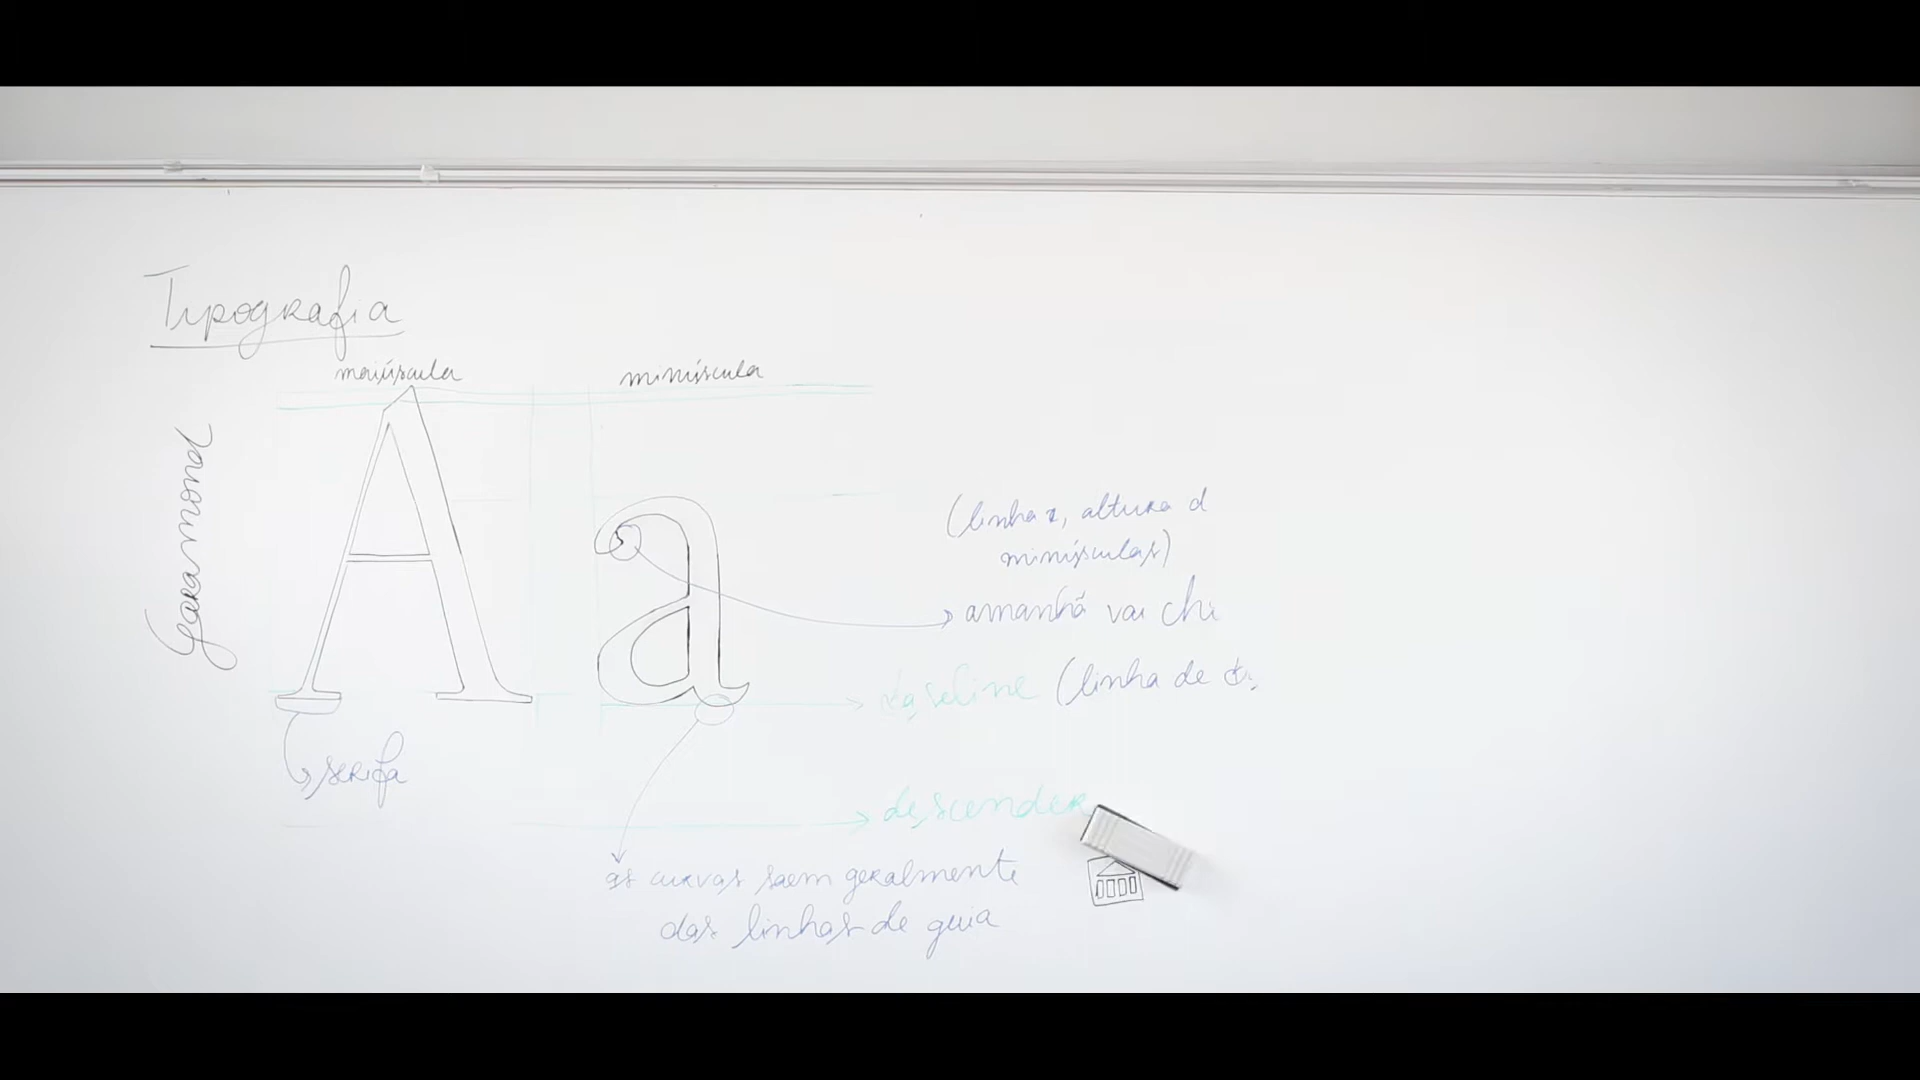 Tipografia
maiúscula
minúscula
Garamond
(linha x, altura d
minúsculas)
amanhã vai ch
baseline (linha de
serifa
descender
as curvas saem geralmente
das linhas de guia